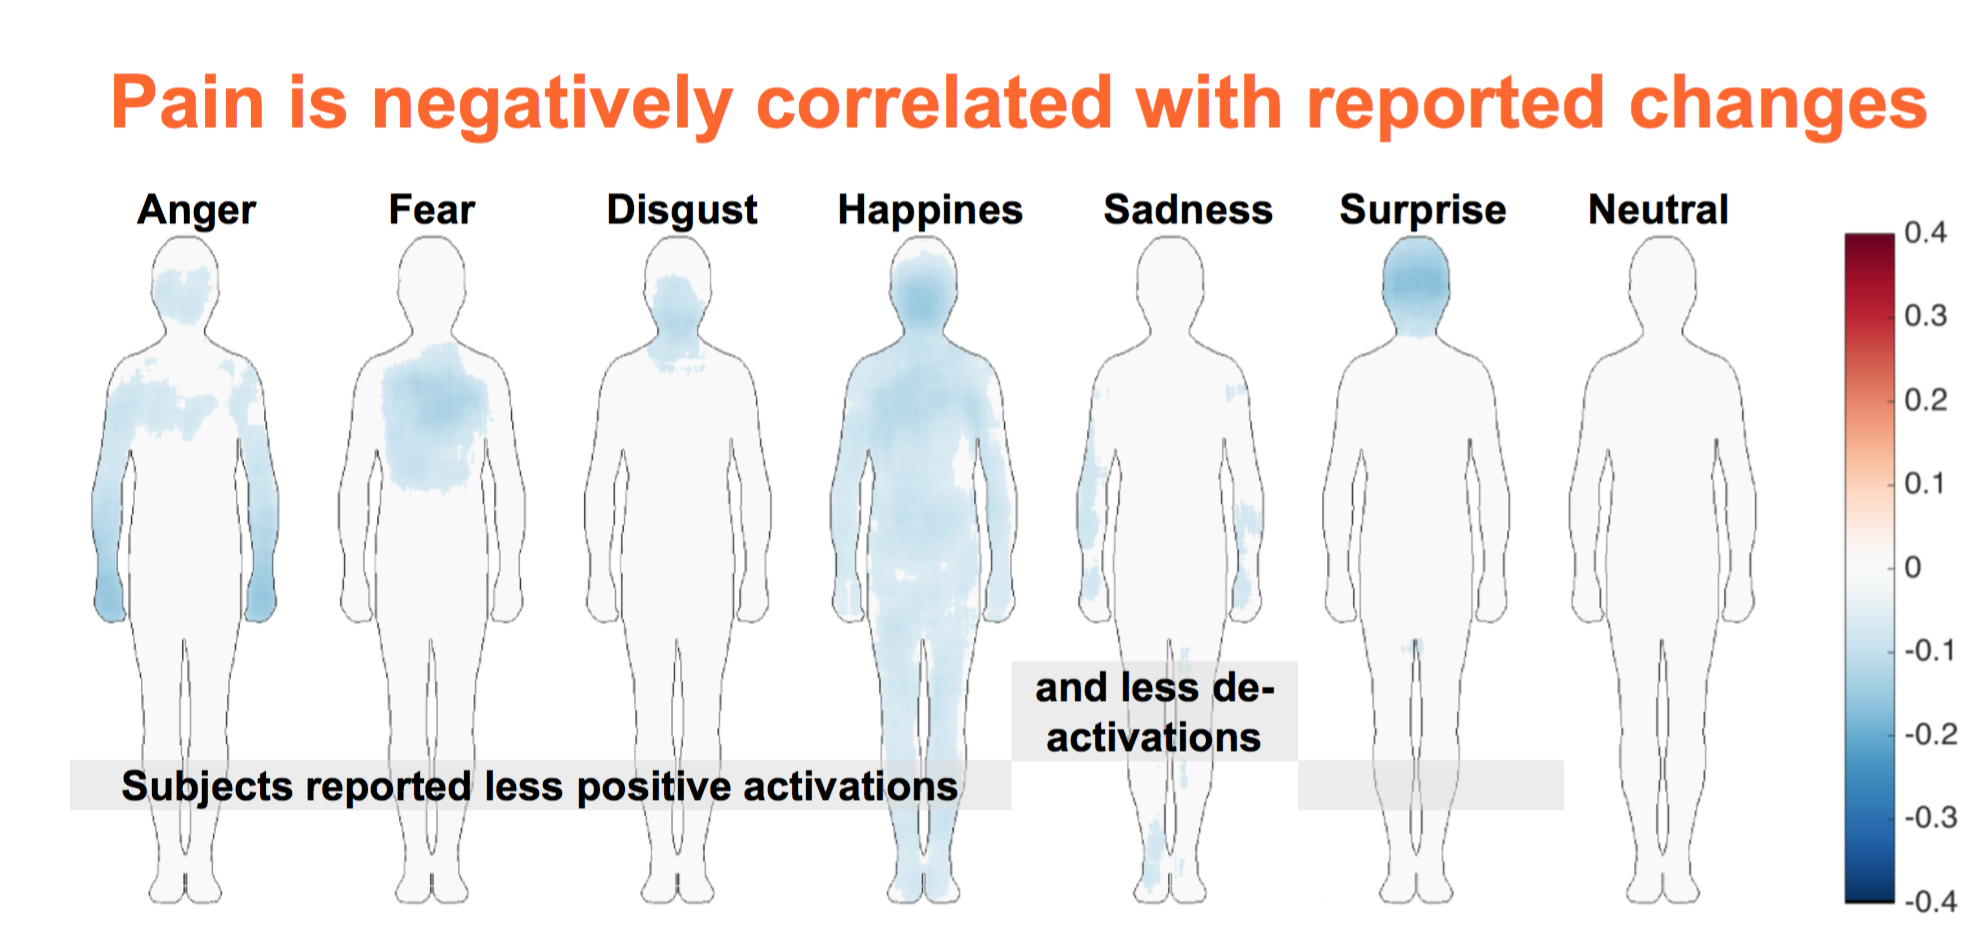 Pain is negatively correlated with reported changes
Anger Fear Disgust Happines Sadness Surprise Neutral
0.4
0.3
0.2
0.1
0
-0.1
-0.2
-0.3
-0.4
and less de-
activations
Subjects reported less positive activations